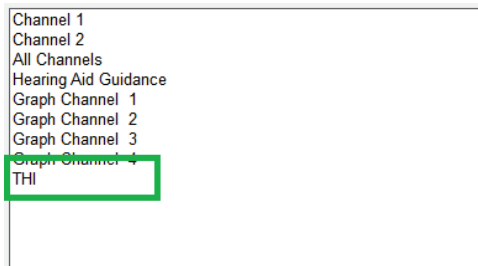 Channel 1
Channel 2
All Channels
Hearing Aid Guidance
Graph Channel  1
Graph Channel  2
Graph Channel  3
Graph Channel  4
THI